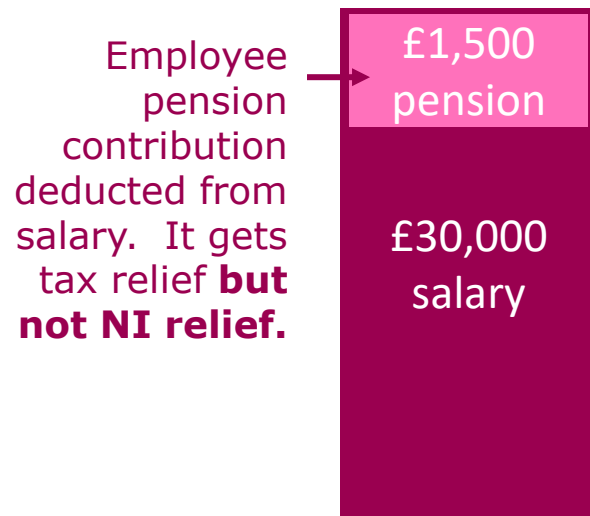 Employee
pension
contribution
deducted from
salary. It gets
tax relief but
not NI relief.
£1,500
pension
£30,000
salary